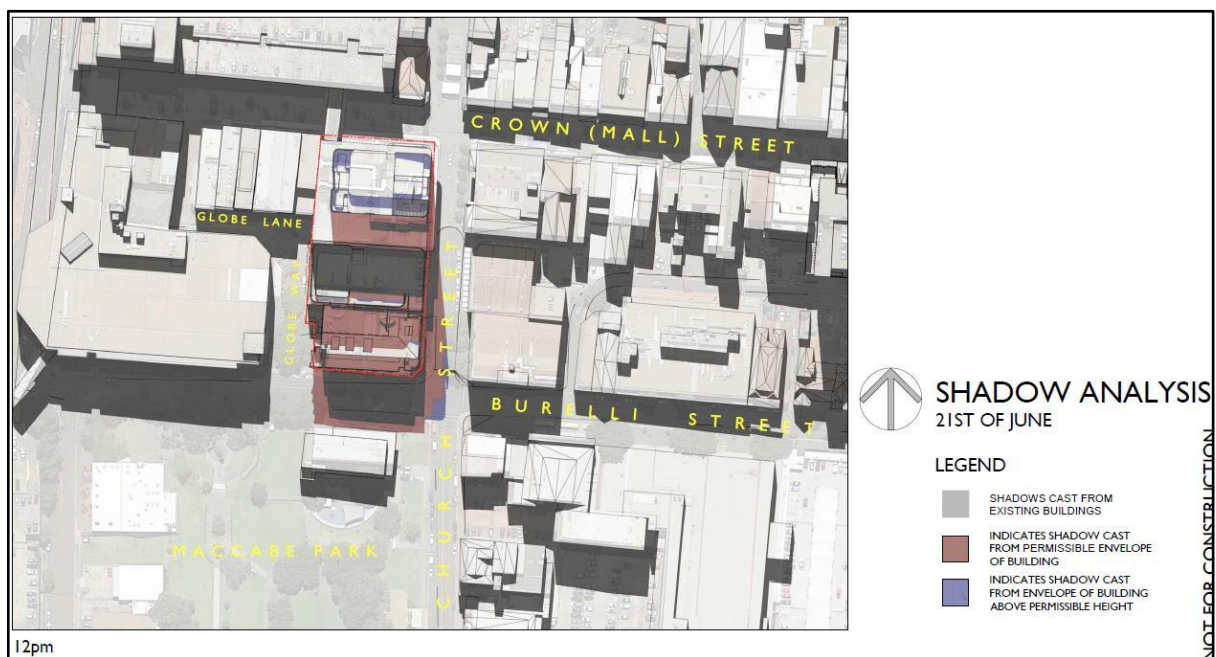 CROWN (MALL) STREET
GLOBE LANE
GLOBE WAY
CHURCH STREET
BURELLI STREET
MACCABE PARK
12pm
SHADOW ANALYSIS
21ST OF JUNE
LEGEND
SHADOWS CAST FROM
EXISTING BUILDINGS
INDICATES SHADOW CAST
FROM PERMISSIBLE ENVELOPE
OF BUILDING
INDICATES SHADOW CAST
FROM ENVELOPE OF BUILDING
ABOVE PERMISSIBLE HEIGHT
NOT FOR CONSTRUCTION